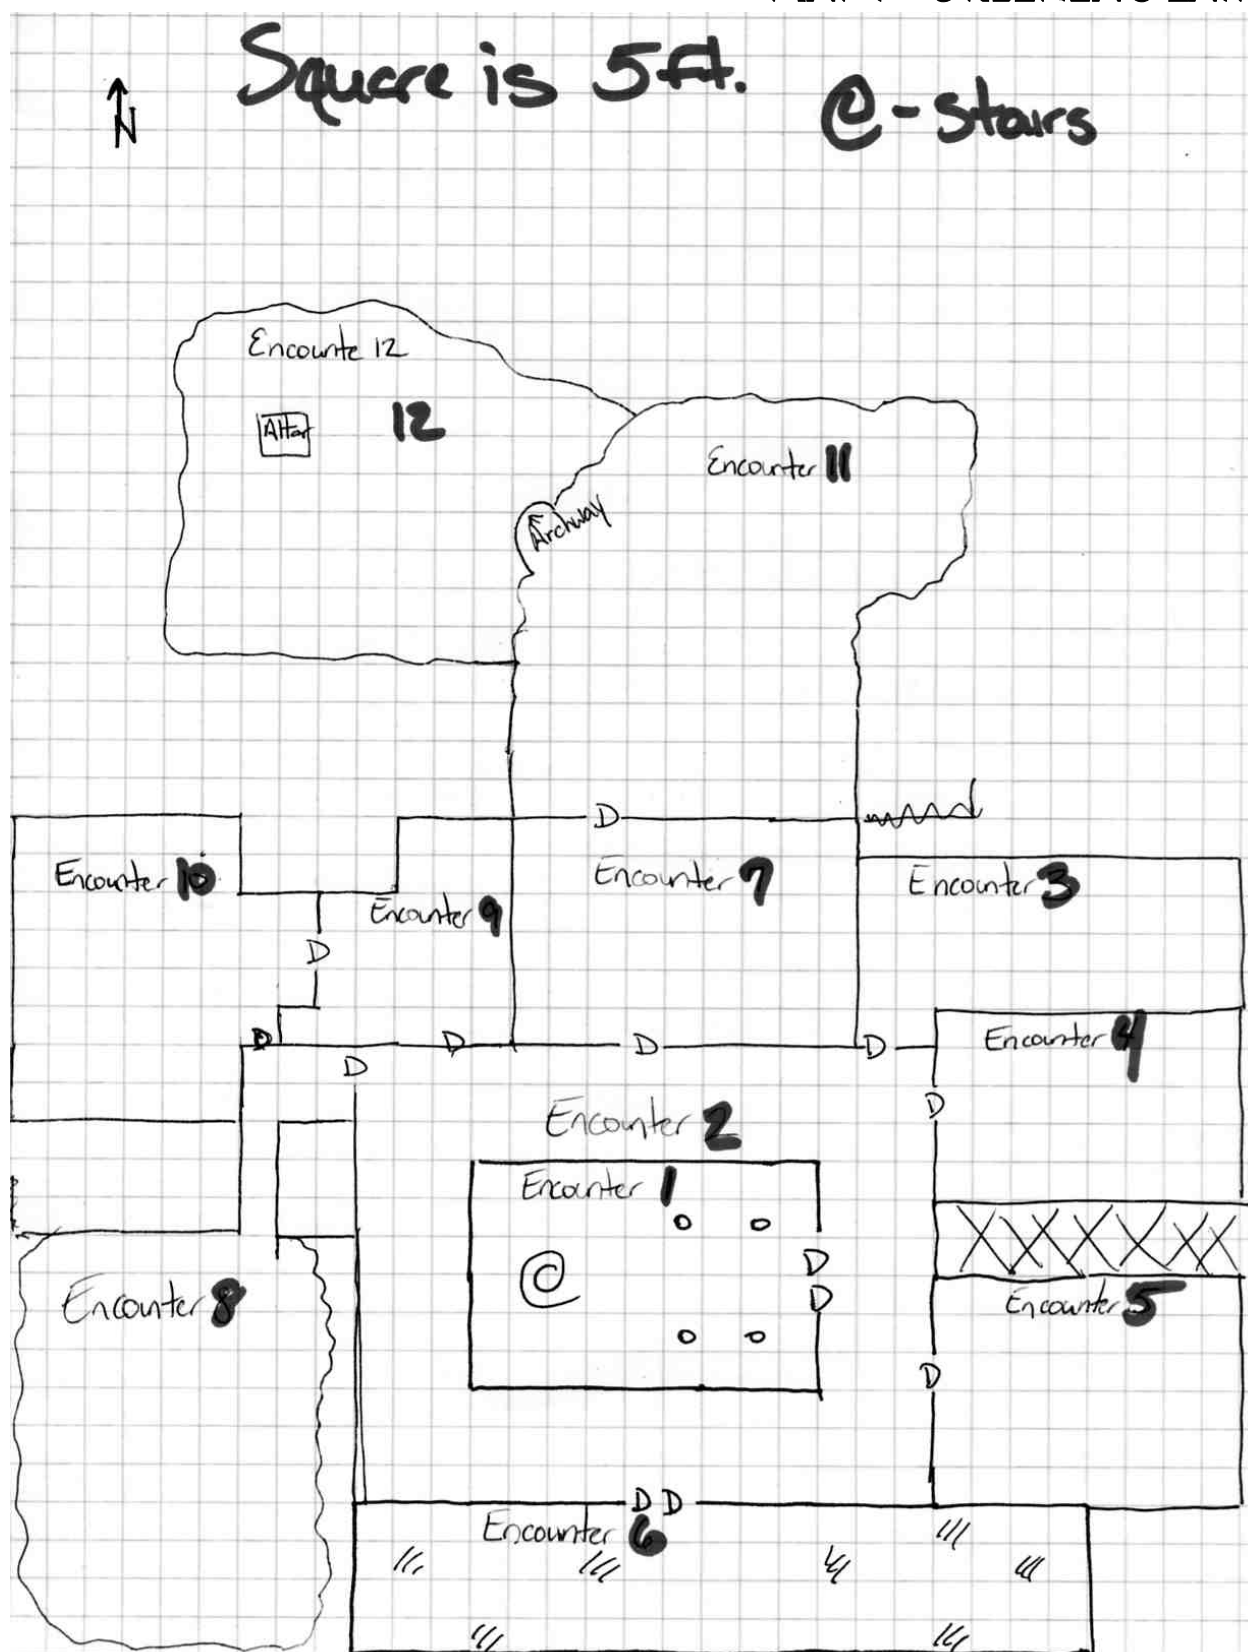 Square is 5ft.
@-stairs
N
Encounte 12
12
Altar
Encounter 11
Archway
D
Encounter 10
Encounter 9
Encounter 7
Encounter 3
D
D D D D
D
Encounter 4
D
Encounter 2
Encounter 1
D
D
Encounter 8
Encounter 5
D
D D
Encounter 6